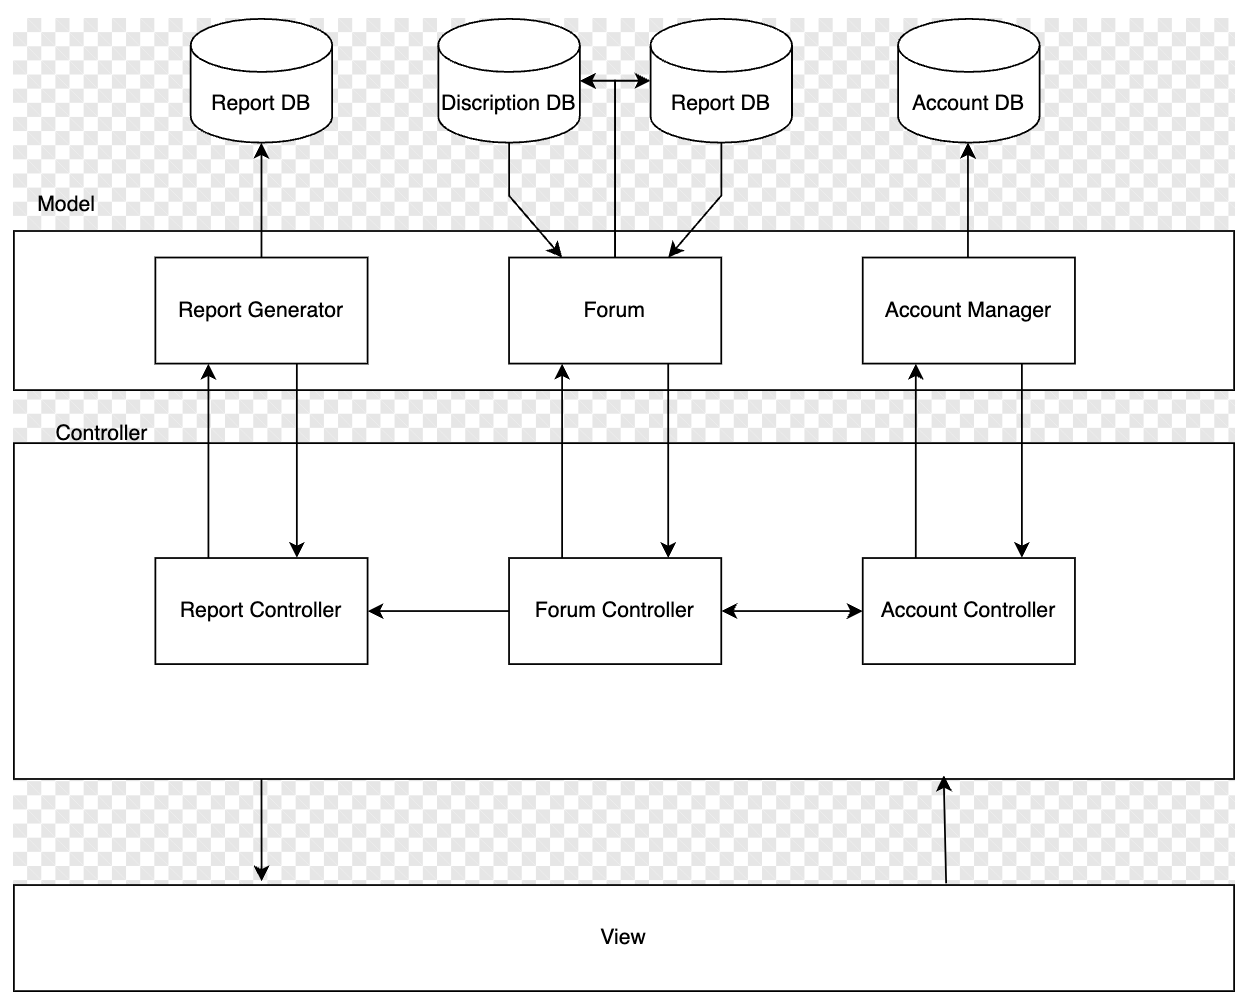 Report DB
Discription DB
Report DB
Account DB
Model
Report Generator
Forum
Account Manager
Controller
Report Controller
Forum Controller
Account Controller
View